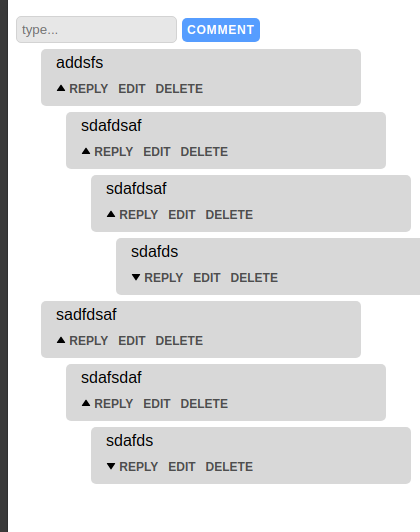 type...
COMMENT
addsfs
REPLY EDIT DELETE
sdafdsaf
REPLY EDIT DELETE
sdafdsaf
REPLY EDIT DELETE
sdafds
REPLY EDIT DELETE
sadfdsaf
REPLY EDIT DELETE
sdafsdaf
REPLY EDIT DELETE
sdafds
REPLY EDIT DELETE